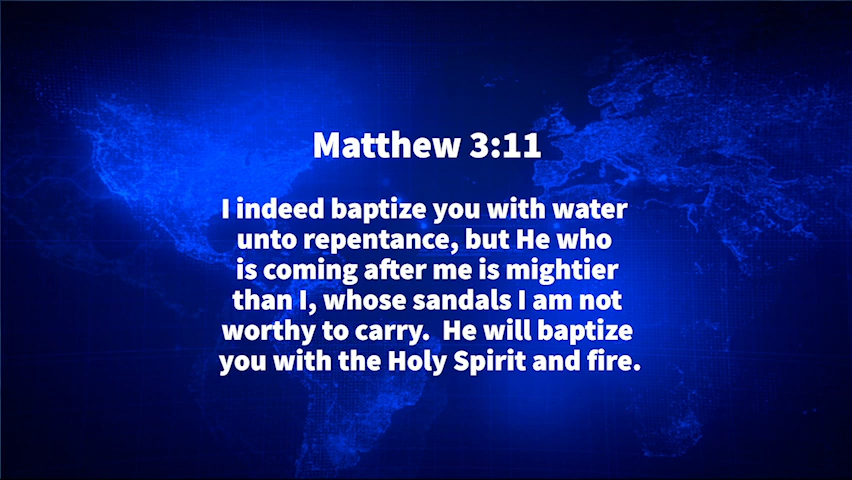 Matthew 3:11
I indeed baptize you with water
unto repentance, but He who
is coming after me is mightier
than I, whose sandals I am not
worthy to carry.  He will baptize
you with the Holy Spirit and fire.